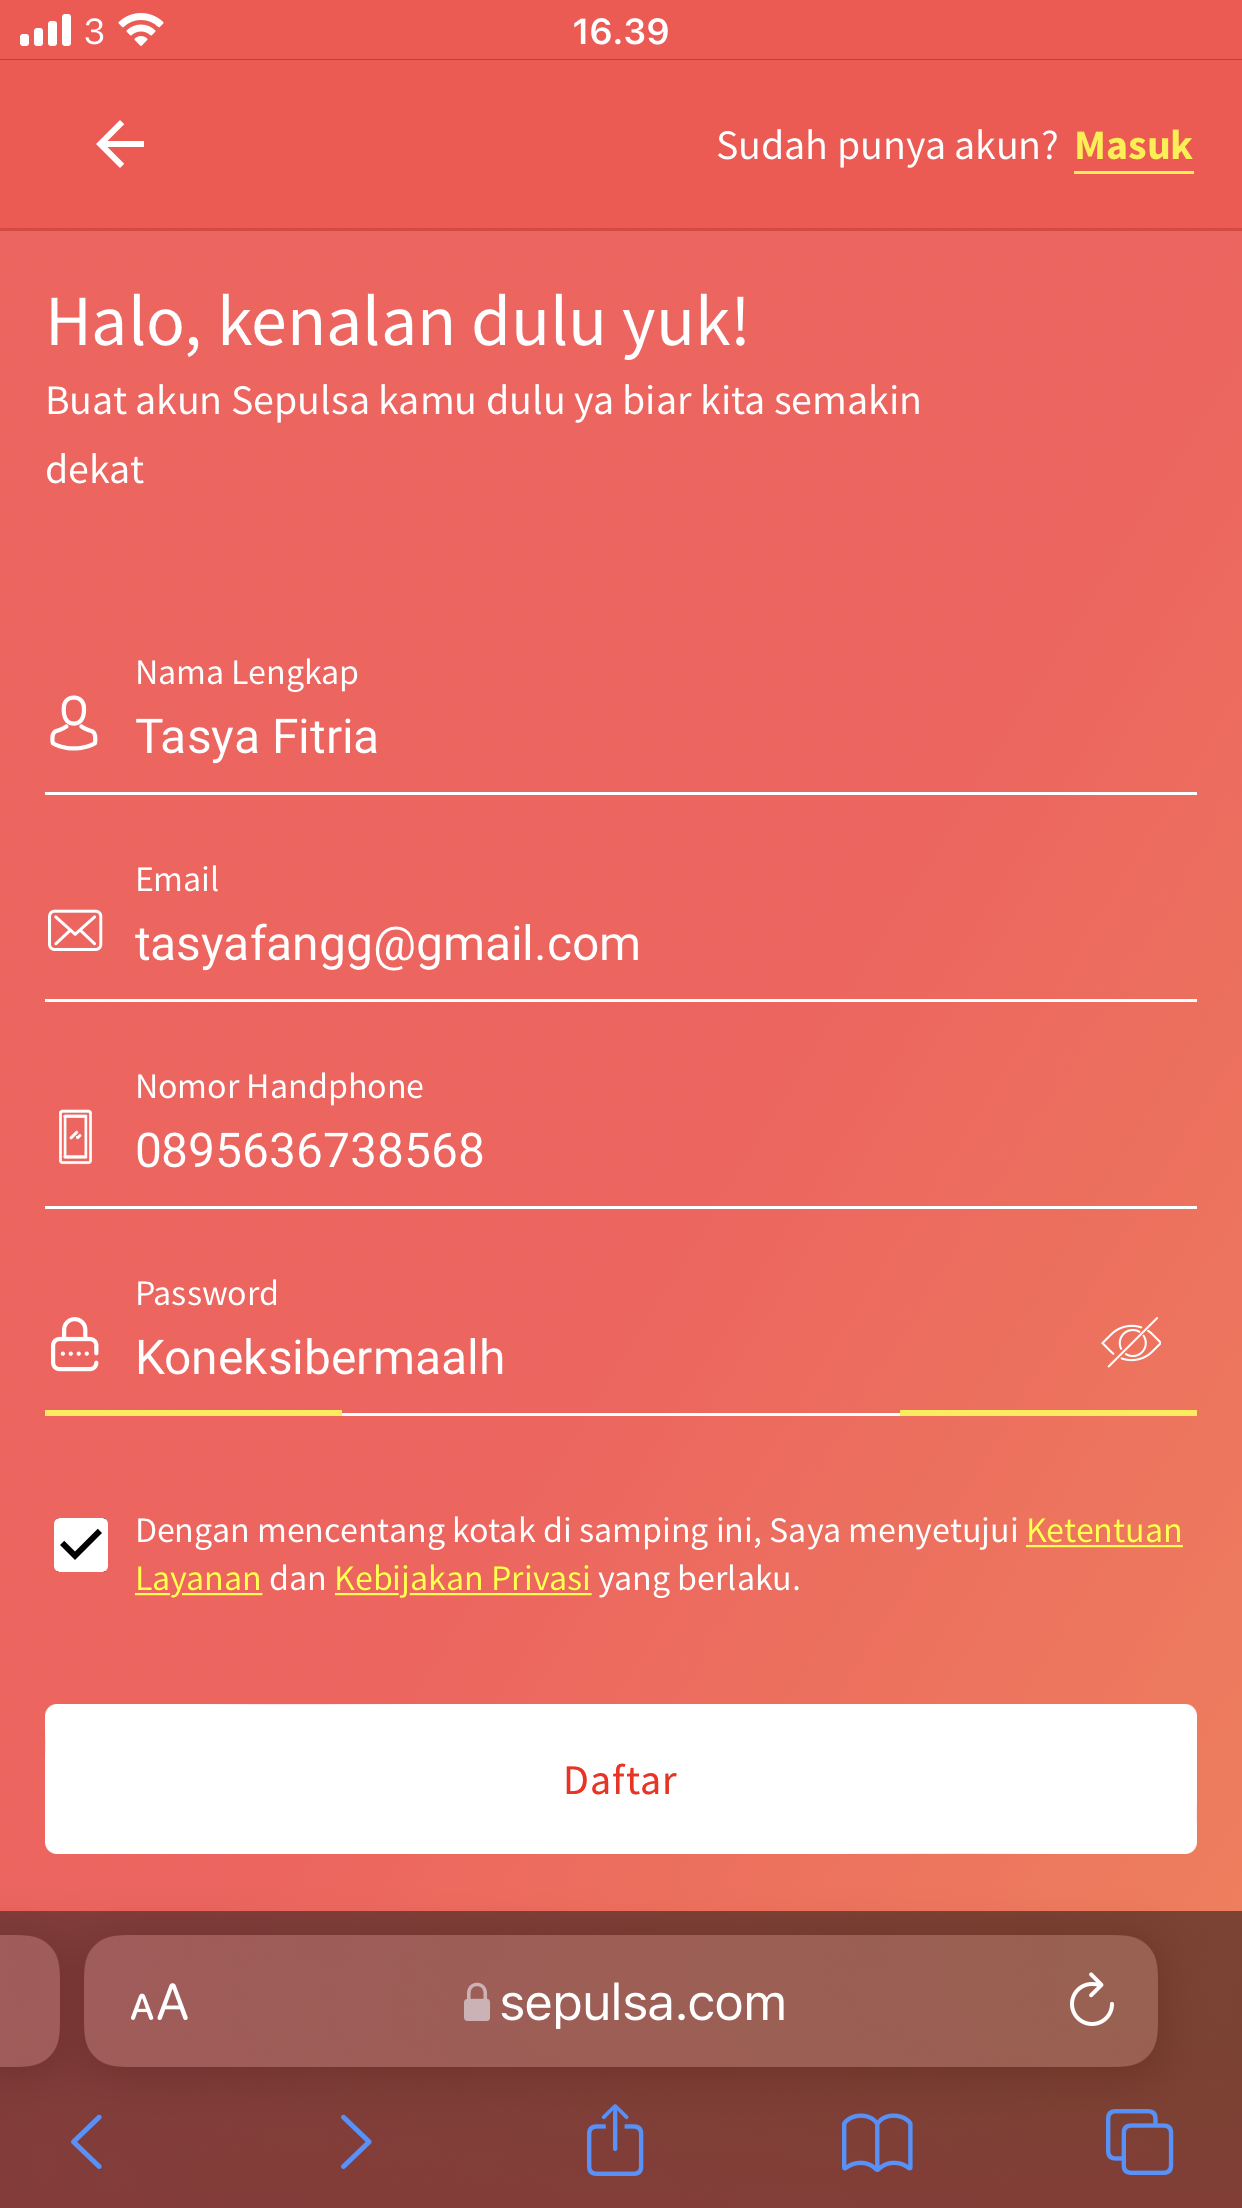 3 16.39
Sudah punya akun? Masuk
Halo, kenalan dulu yuk!
Buat akun Sepulsa kamu dulu ya biar kita semakin
dekat
Nama Lengkap
Tasya Fitria
Email
tasyafangg@gmail.com
Nomor Handphone
0895636738568
Password
Koneksibermaalh
Dengan mencentang kotak di samping ini, Saya menyetujui Ketentuan
Layanan dan Kebijakan Privasi yang berlaku.
Daftar
AA sepulsa.com